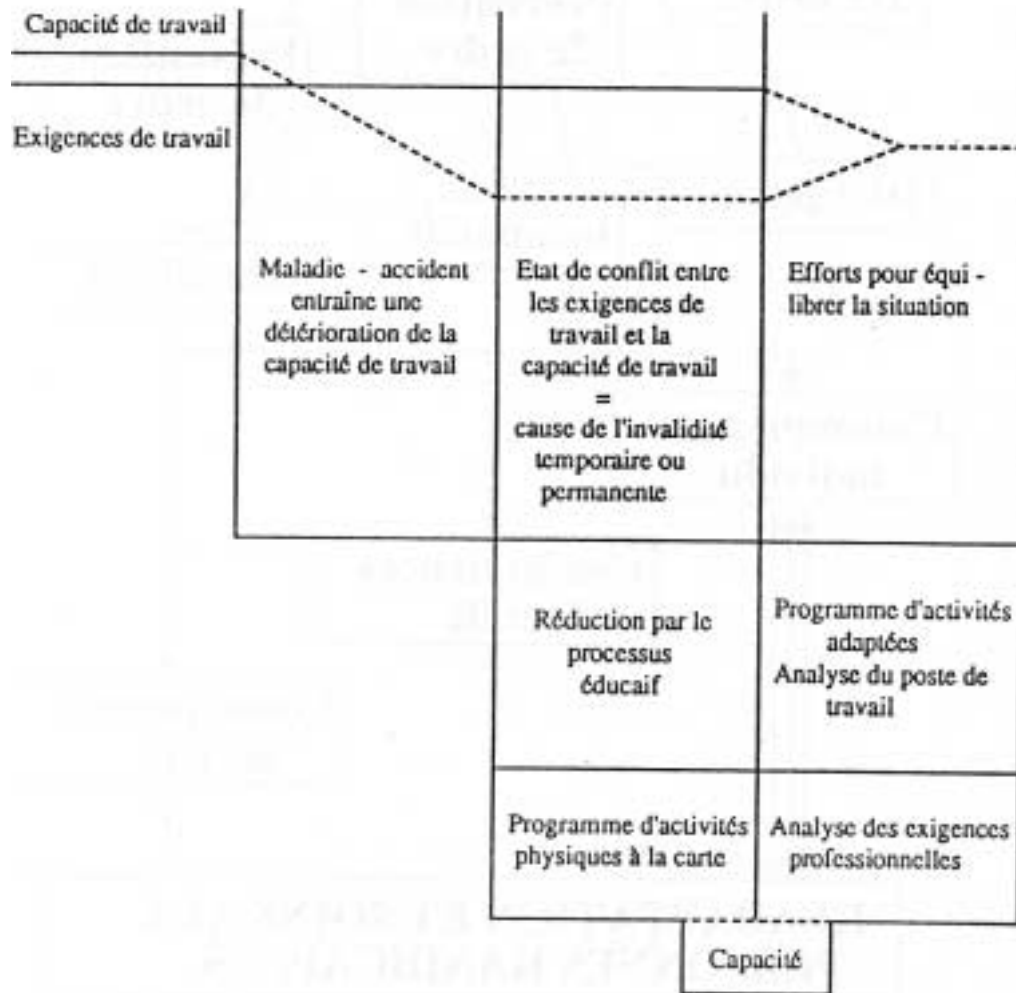 Capacité de travail
Exigences de travail
Maladie - accident
entraîne une
détérioration de la
capacité de travail
Etat de conflit entre
les exigences de
travail et la
capacité de travail
=
cause de l'invalidité
temporaire ou
permanente
Efforts pour équi -
librer la situation
Réduction par le
processus
éducaif
Programme d'activités
adaptées
Analyse du poste de
travail
Programme d'activités
physiques à la carte
Analyse des exigences
professionnelles
Capacité